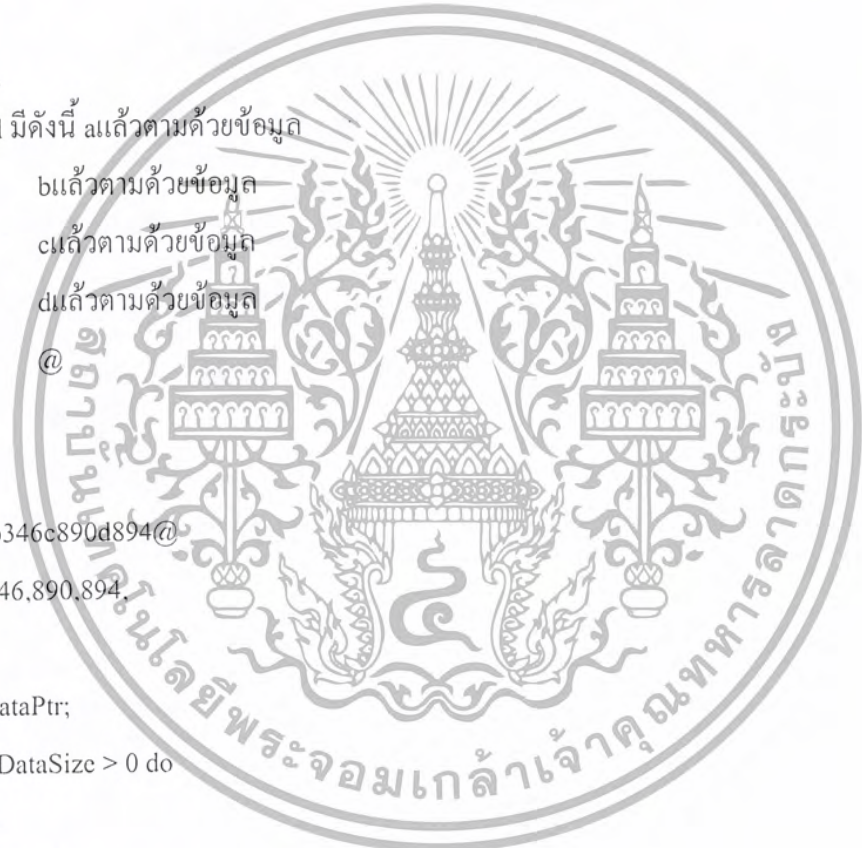 มีดังนี้ aแล้วตามด้วยข้อมูล
bแล้วตามด้วยข้อมูล
cแล้วตามด้วยข้อมูล
dแล้วตามด้วยข้อมูล
@
346c890d894@
46,890,894,
ataPtr;
DataSize > 0 do
สถาบันเทคโนโลยีพระจอมเกล้าเจ้าคุณทหารลาดกระบัง
๔